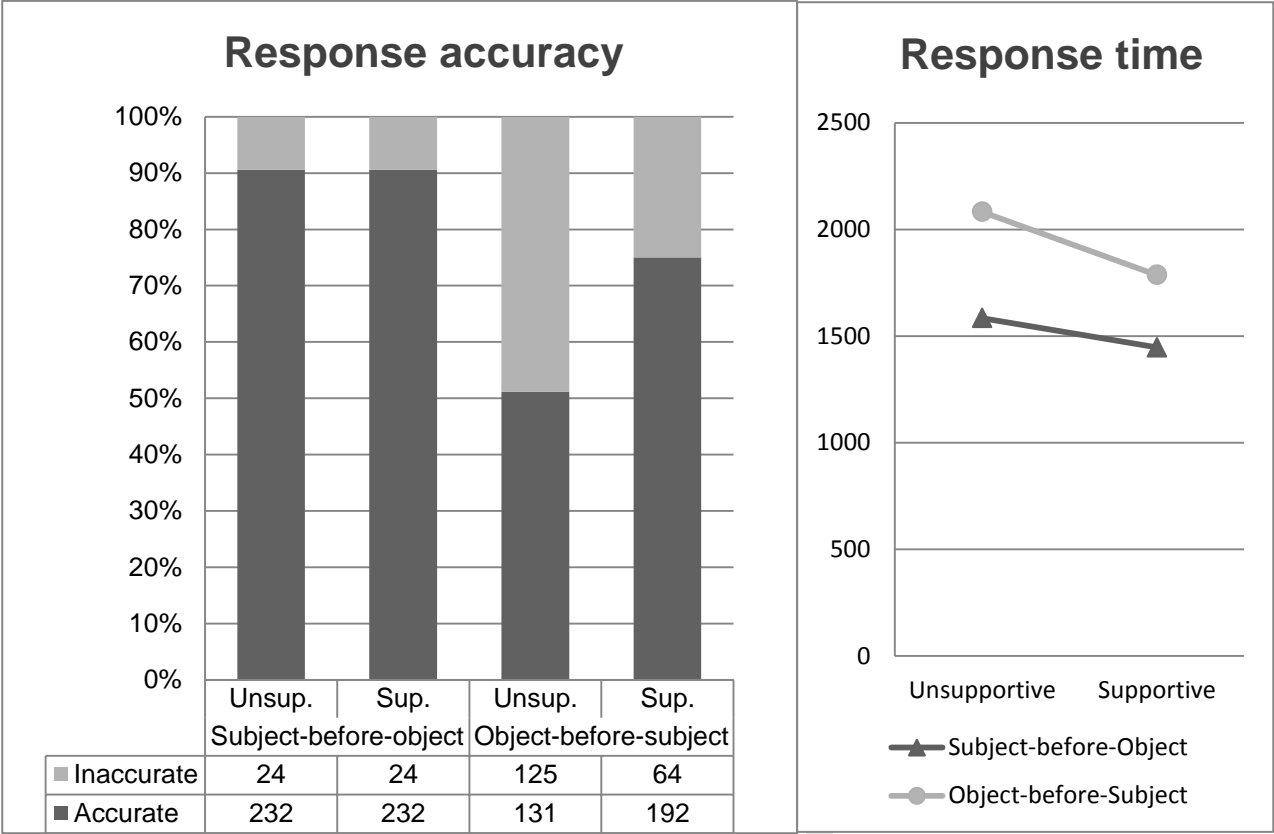 Response accuracy
100%
90%
80%
70%
60%
50%
40%
30%
20%
10%
0%
Unsup. Sup. Unsup. Sup.
Subject-before-object Object-before-subject
Inaccurate 24 24 125 64
Accurate 232 232 131 192
Response time
2500
2000
1500
1000
500
0
Unsupportive Supportive
Subject-before-Object
Object-before-Subject